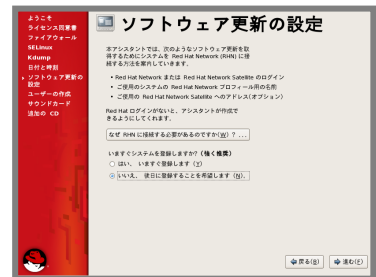 ようこそ
ライセンス同意書
ファイアウォール
SELinux
Kdump
日付と時刻
ソフトウェア更新の
設定
ユーザーの作成
サウンドカード
追加の CD
ソフトウェア更新の設定
本アシスタントでは、次のようなソフトウェア更新を取
得するためにシステムを Red Hat Network (RHN) に接
続する方法を案内していきます。
• Red Hat Network または Red Hat Network Satellite のログイン
• ご使用のシステムの Red Hat Network プロフィール用の名前
• ご使用の Red Hat Network Satellite へのアドレス(オプション)
Red Hat ログインがないと、アシスタントが作成で
きるようにしてくれます。
なぜ RHN に接続する必要があるのですか(W) ? ...
いますぐシステムを登録しますか? (強く推奨)
はい、 いますぐ登録します (Y)
いいえ、 後日に登録することを希望します (N)。
戻る(B)
進む(F)